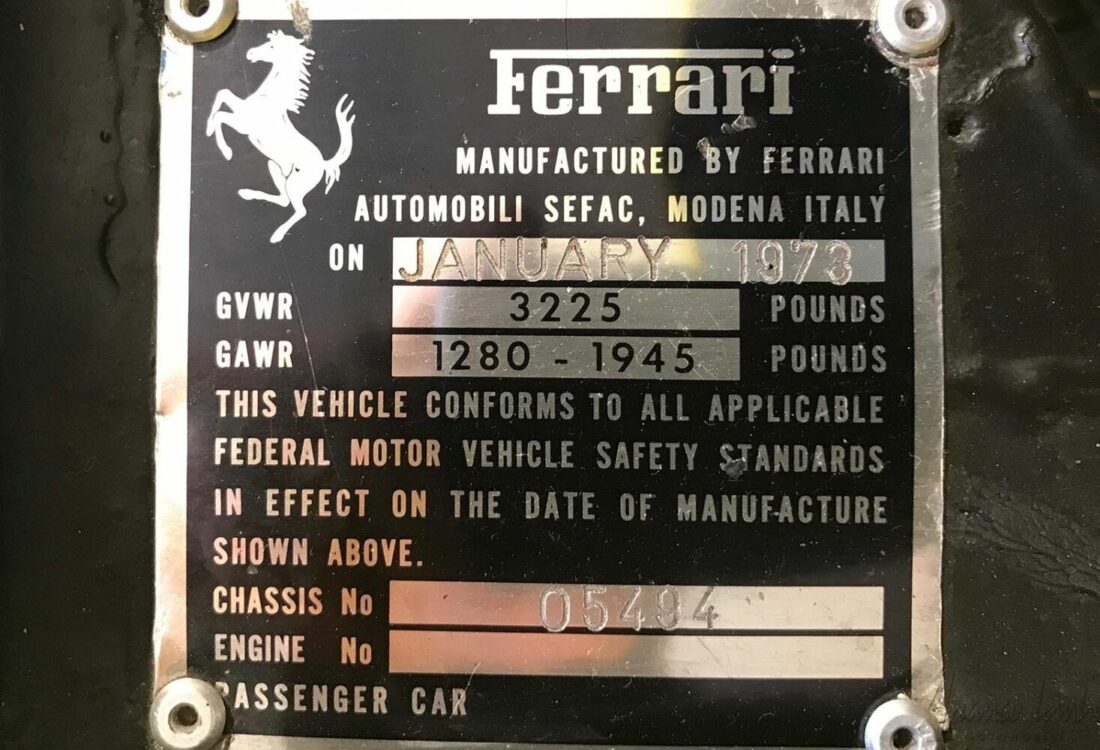 Ferrari
MANUFACTURED BY FERRARI
AUTOMOBILI SEFAC, MODENA ITALY
ON JANUARY 1973
GVWR 3225 POUNDS
GAWR 1280 - 1945 POUNDS
THIS VEHICLE CONFORMS TO ALL APPLICABLE
FEDERAL MOTOR VEHICLE SAFETY STANDARDS
IN EFFECT ON THE DATE OF MANUFACTURE
SHOWN ABOVE.
CHASSIS No 05494
ENGINE No
PASSENGER CAR